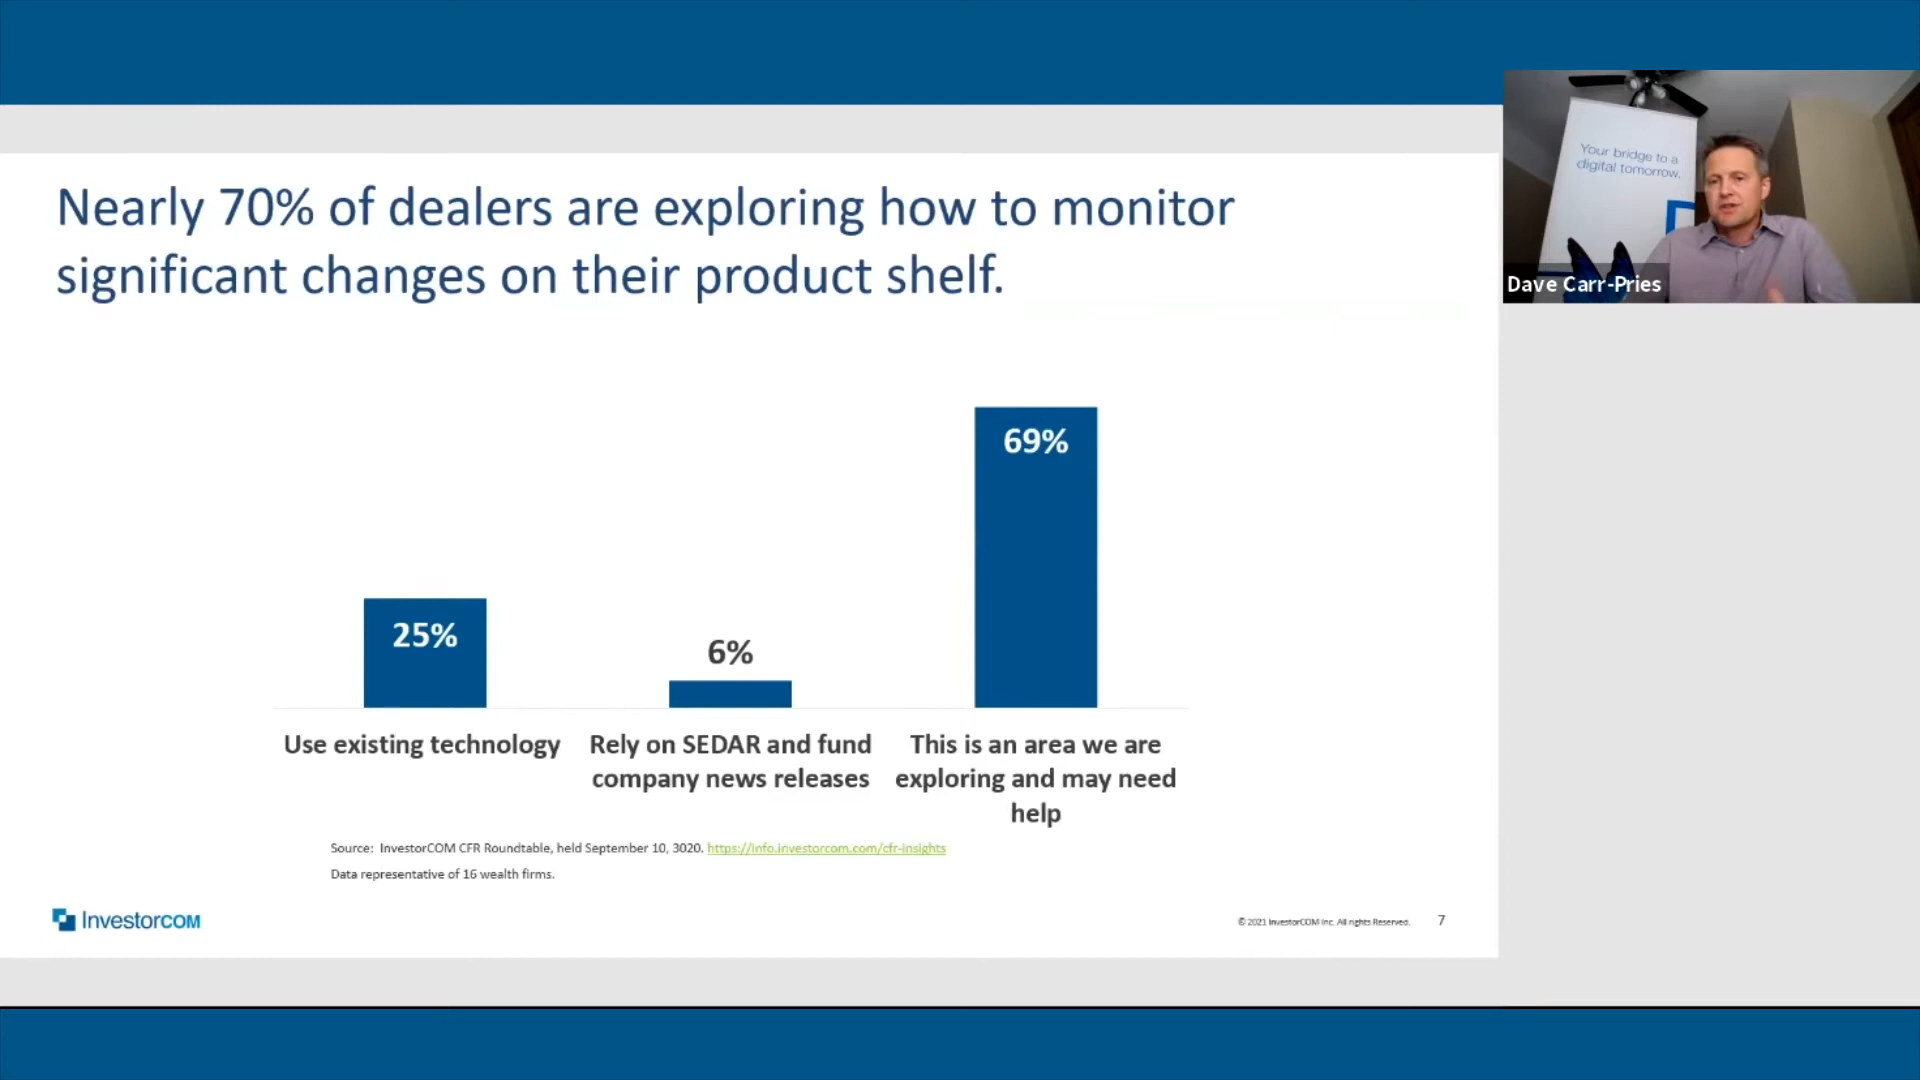 Nearly 70% of dealers are exploring how to monitor
significant changes on their product shelf.
Your bridge to a
digital tomorrow.
Dave Carr-Pries
25%
6%
69%
Use existing technology
Rely on SEDAR and fund
company news releases
This is an area we are
exploring and may need
help
Source: InvestorCOM CFR Roundtable, held September 10, 3020. https://info.investorcom.com/cfr-insights
Data representative of 16 wealth firms.
InvestorCOM
© 2021 InvestorCOM Inc. All rights Reserved.
7